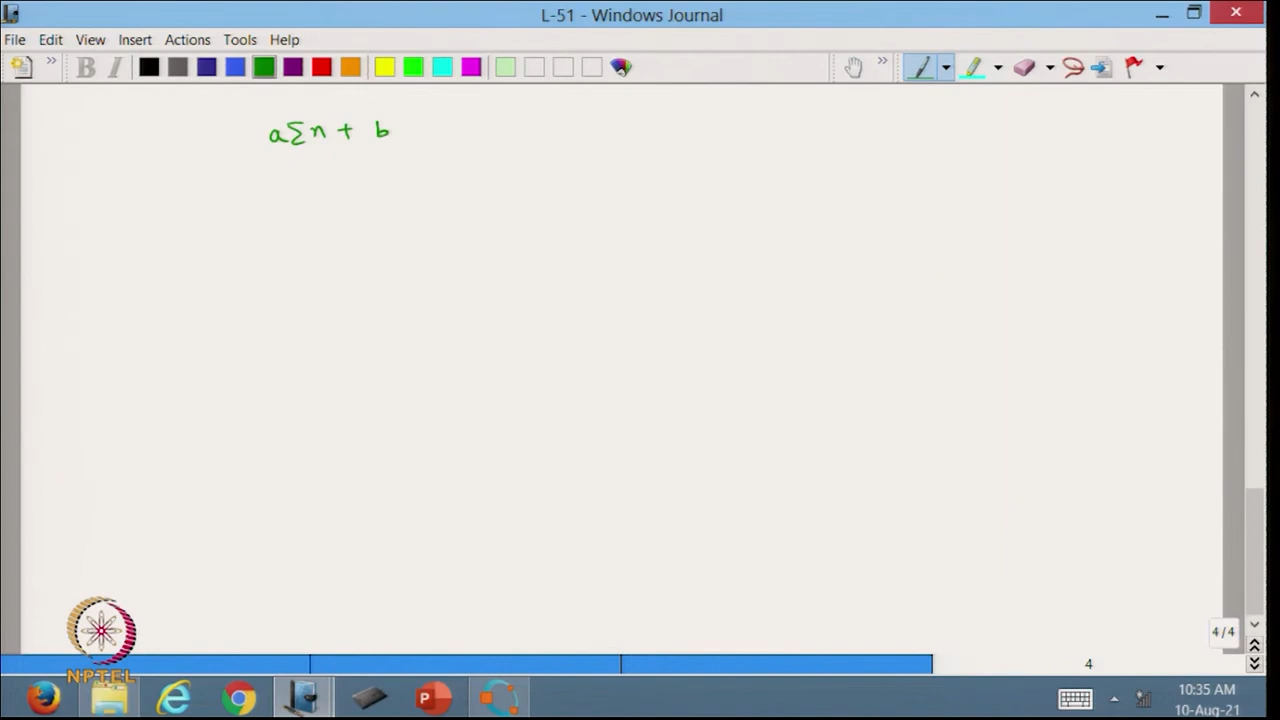 L-51 - Windows Journal
File Edit View Insert Actions Tools Help
B I
a∑n + b
4/4
4
NPTEL
10:35 AM
10-Aug-21